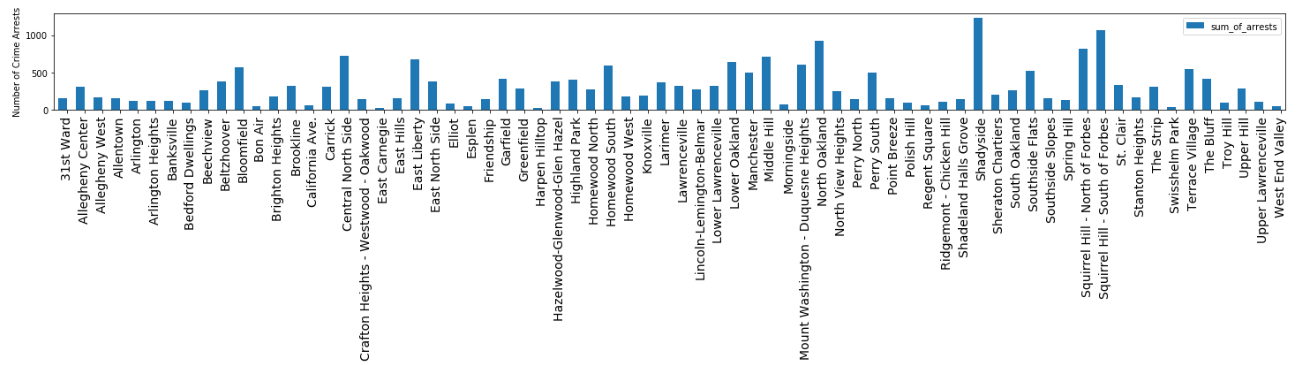 Number of Crime Arrests
1000
500
0
sum_of_arrests
31st Ward
Allegheny Center
Allegheny West
Allentown
Arlington
Arlington Heights
Banksville
Bedford Dwellings
Beechview
Beltzhoover
Bloomfield
Bon Air
Brighton Heights
Brookline
California Ave.
Carrick
Central North Side
Crafton Heights - Westwood - Oakwood
East Carnegie
East Hills
East Liberty
East North Side
Elliot
Esplen
Friendship
Garfield
Greenfield
Harpen Hilltop
Hazelwood-Glenwood-Glen Hazel
Highland Park
Homewood North
Homewood South
Homewood West
Knoxville
Larimer
Lawrenceville
Lincoln-Lemington-Belmar
Lower Lawrenceville
Lower Oakland
Manchester
Middle Hill
Morningside
Mount Washington - Duquesne Heights
North Oakland
North View Heights
Perry North
Perry South
Point Breeze
Polish Hill
Regent Square
Ridgemont - Chicken Hill
Shadeland Halls Grove
Shadyside
Sheraton Chartiers
South Oakland
Southside Flats
Southside Slopes
Spring Hill
Squirrel Hill - North of Forbes
Squirrel Hill - South of Forbes
St. Clair
Stanton Heights
The Strip
Swisshelm Park
Terrace Village
The Bluff
Troy Hill
Upper Hill
Upper Lawrenceville
West End Valley